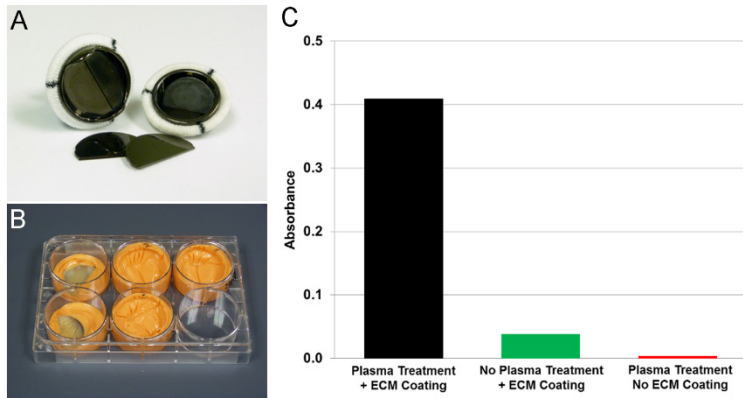 A
B
C
0.5
0.4
0.3
0.2
0.1
0.0
Absorbance
Plasma Treatment
+ ECM Coating
No Plasma Treatment
+ ECM Coating
Plasma Treatment
No ECM Coating